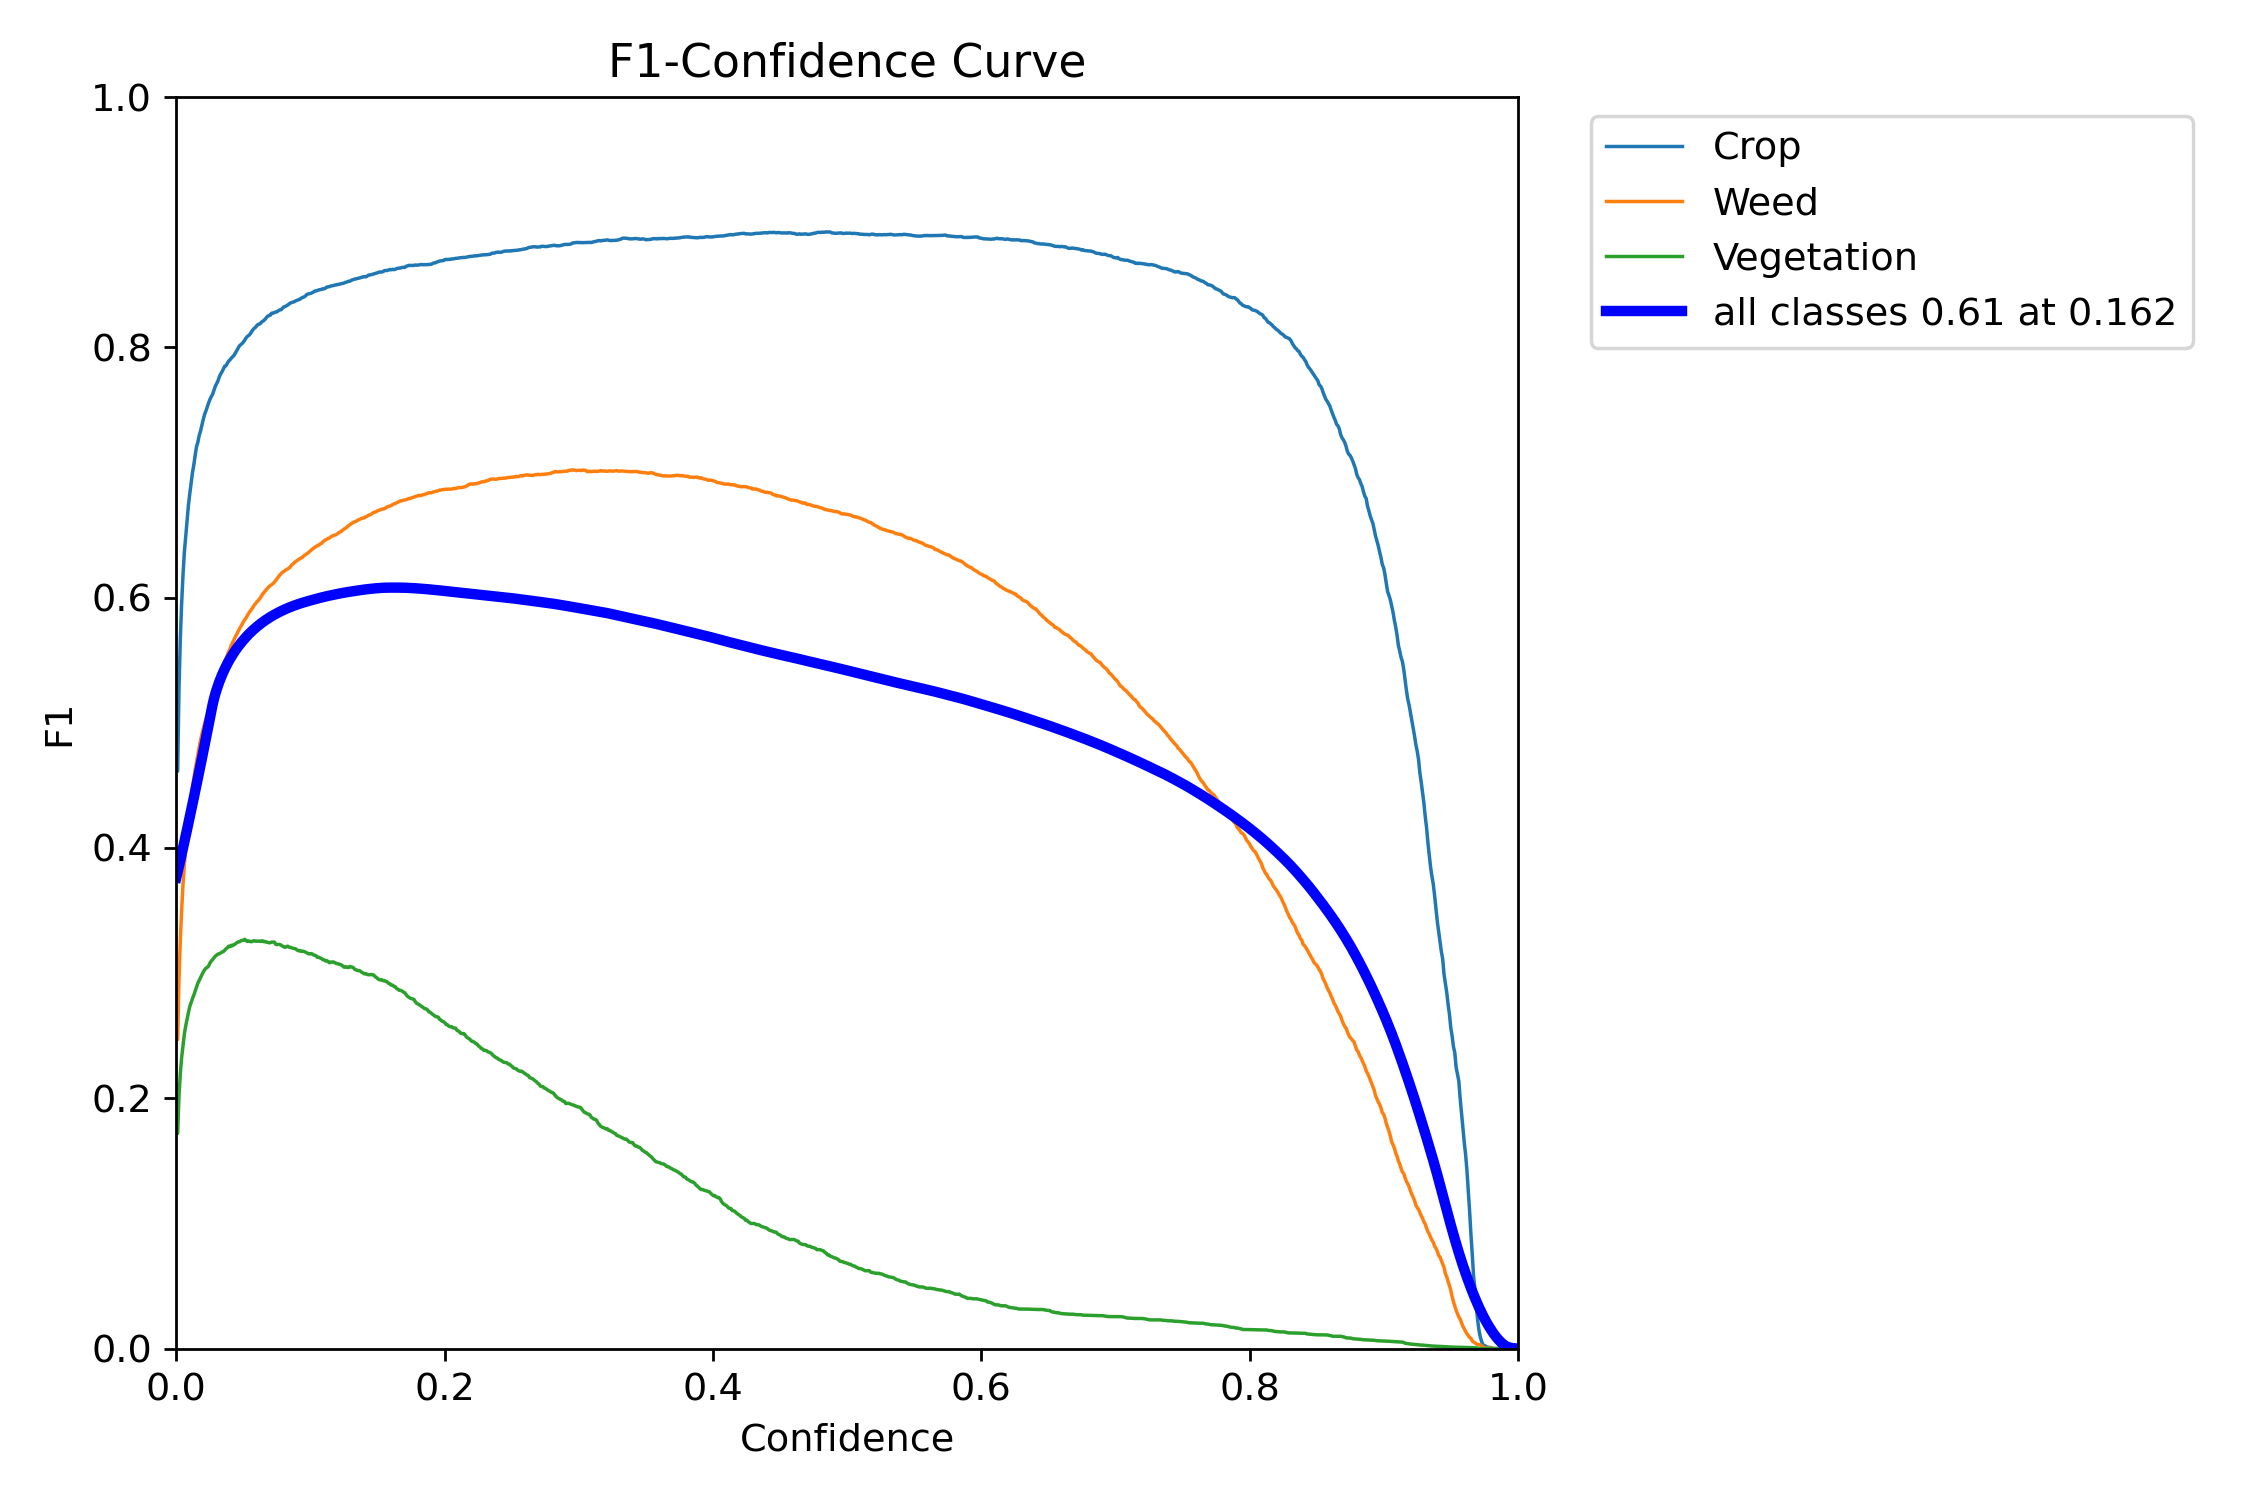 F1-Confidence Curve
1.0
0.8
0.6
0.4
0.2
0.0
F1
0.0 0.2 0.4 0.6 0.8 1.0
Confidence
Crop
Weed
Vegetation
all classes 0.61 at 0.162